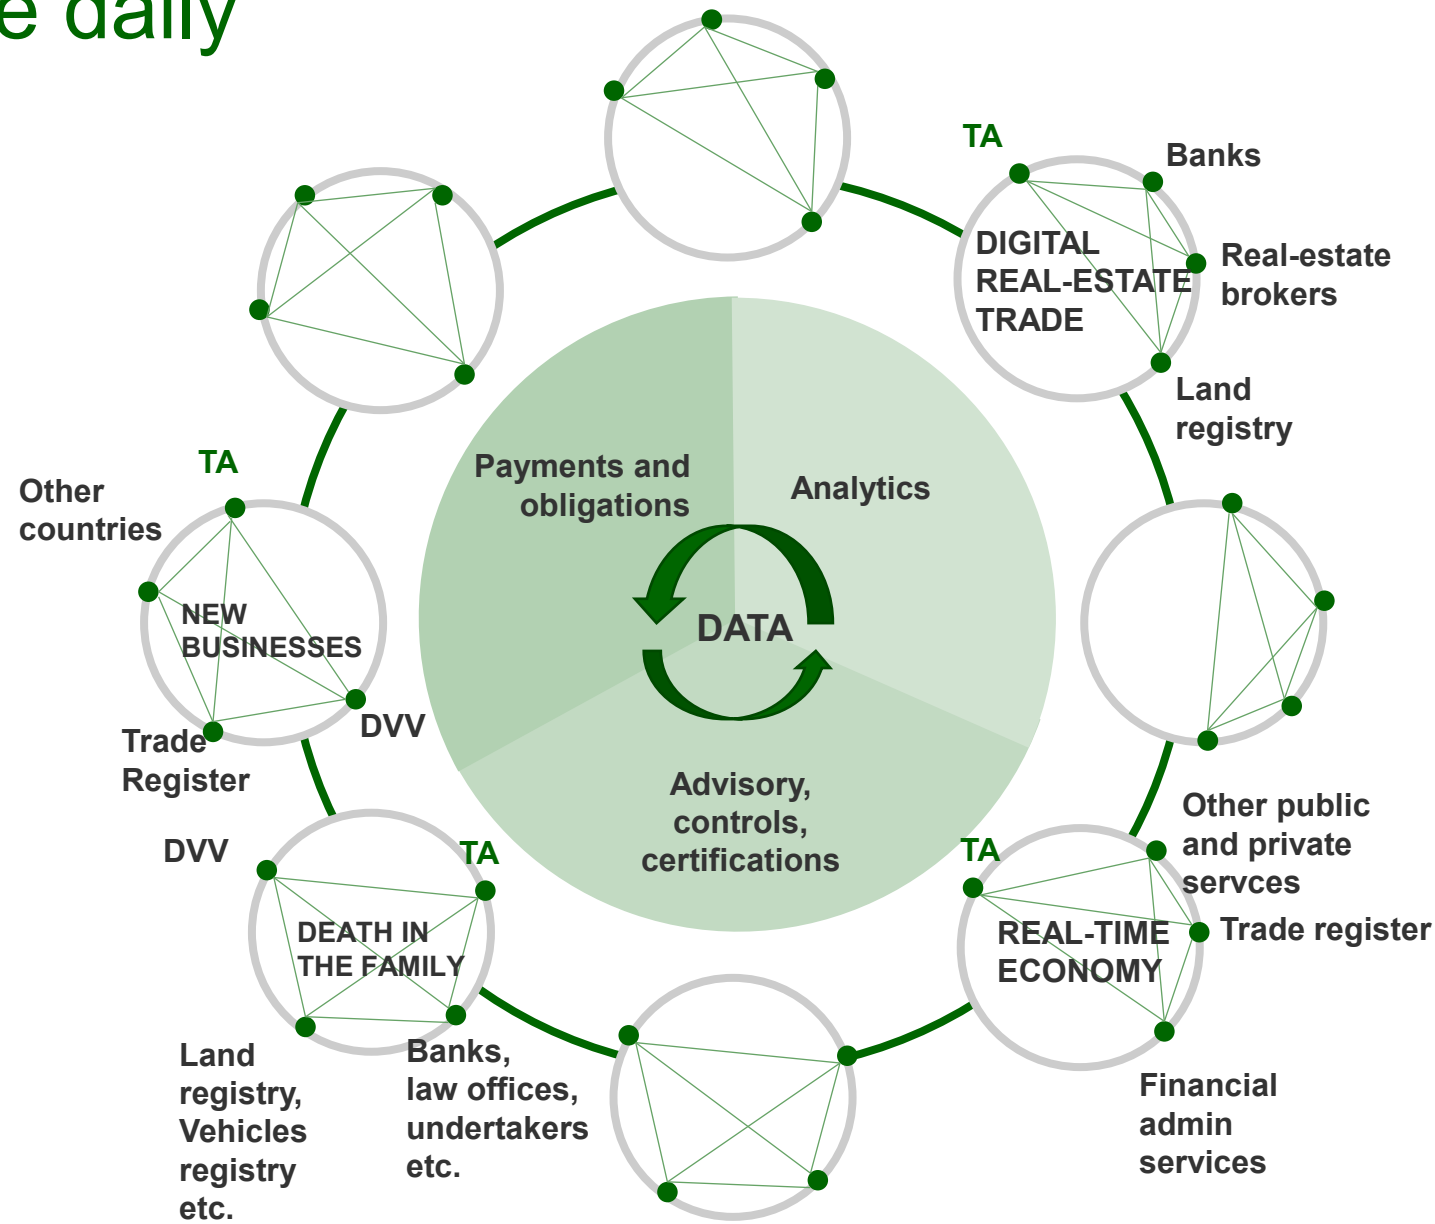 e daily
TA
Banks
DIGITAL
REAL-ESTATE
TRADE
Real-estate
brokers
Land
registry
Payments and
obligations
Analytics
DATA
Advisory,
controls,
certifications
TA
Other
countries
NEW
BUSINESSES
DVV
Trade
Register
DVV
TA
DEATH IN
THE FAMILY
Land
registry,
Vehicles
registry
etc.
Banks,
law offices,
undertakers
etc.
TA
Other public
and private
servces
REAL-TIME
ECONOMY
Trade register
Financial
admin
services